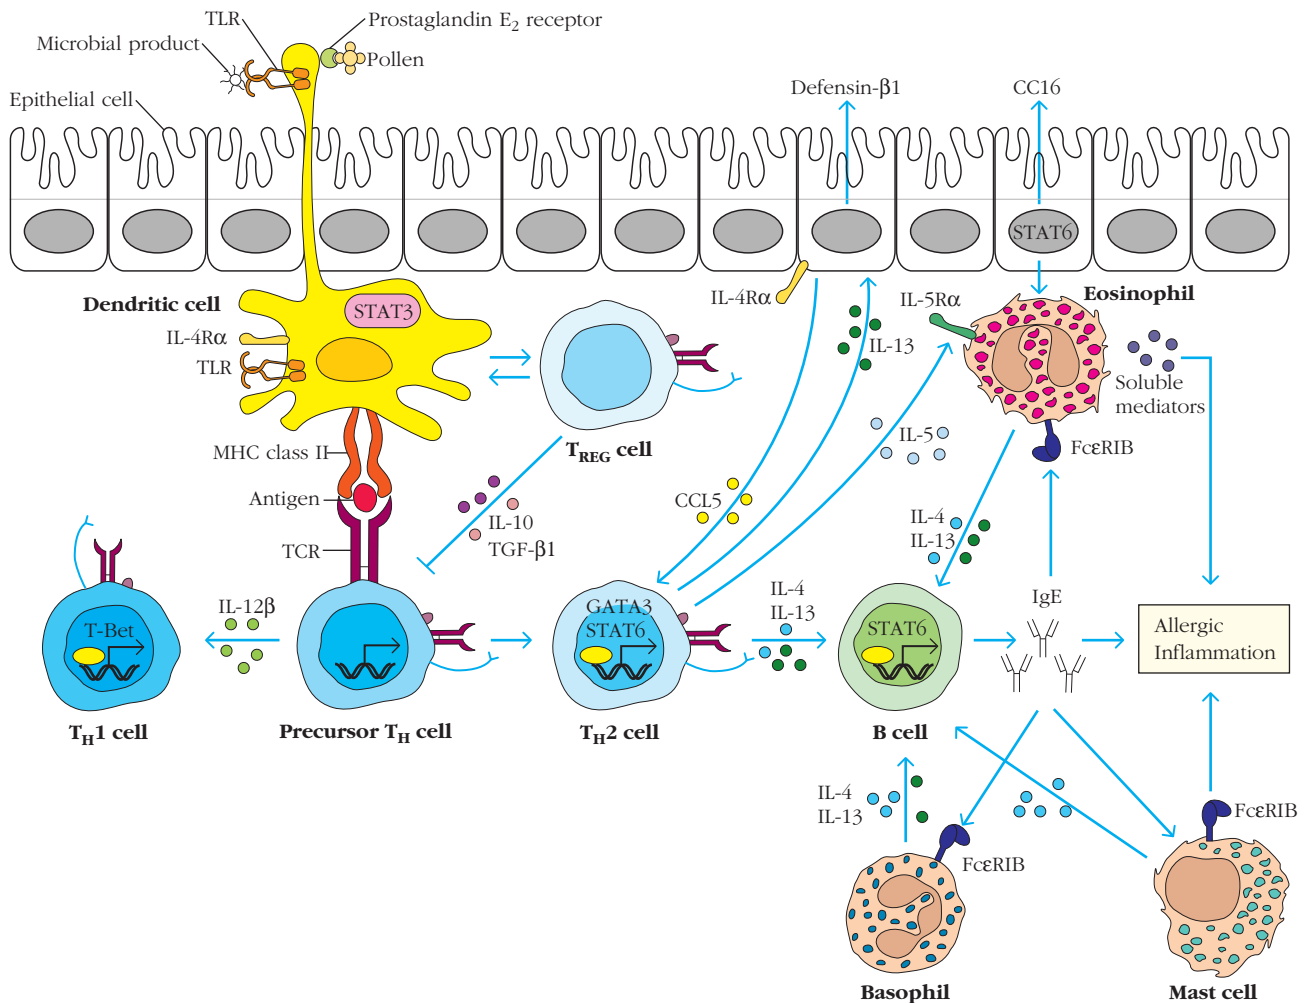 TLR
Prostaglandin E2 receptor
Microbial product
Pollen
Epithelial cell
Defensin-β1
CC16
STAT6
Dendritic cell
STAT3
IL-4Rα
TLR
IL-4Rα
IL-13
IL-5Rα
Eosinophil
Soluble
mediators
MHC class II
TREG cell
IL-5
FcεRIB
Antigen
IL-10
TGF-β1
CCL5
IL-4
IL-13
TCR
IL-12β
T-Bet
GATA3
STAT6
IL-4
IL-13
STAT6
IgE
Allergic
Inflammation
TH1 cell
Precursor TH cell
TH2 cell
B cell
IL-4
IL-13
FcεRIB
FcεRIB
Basophil
Mast cell